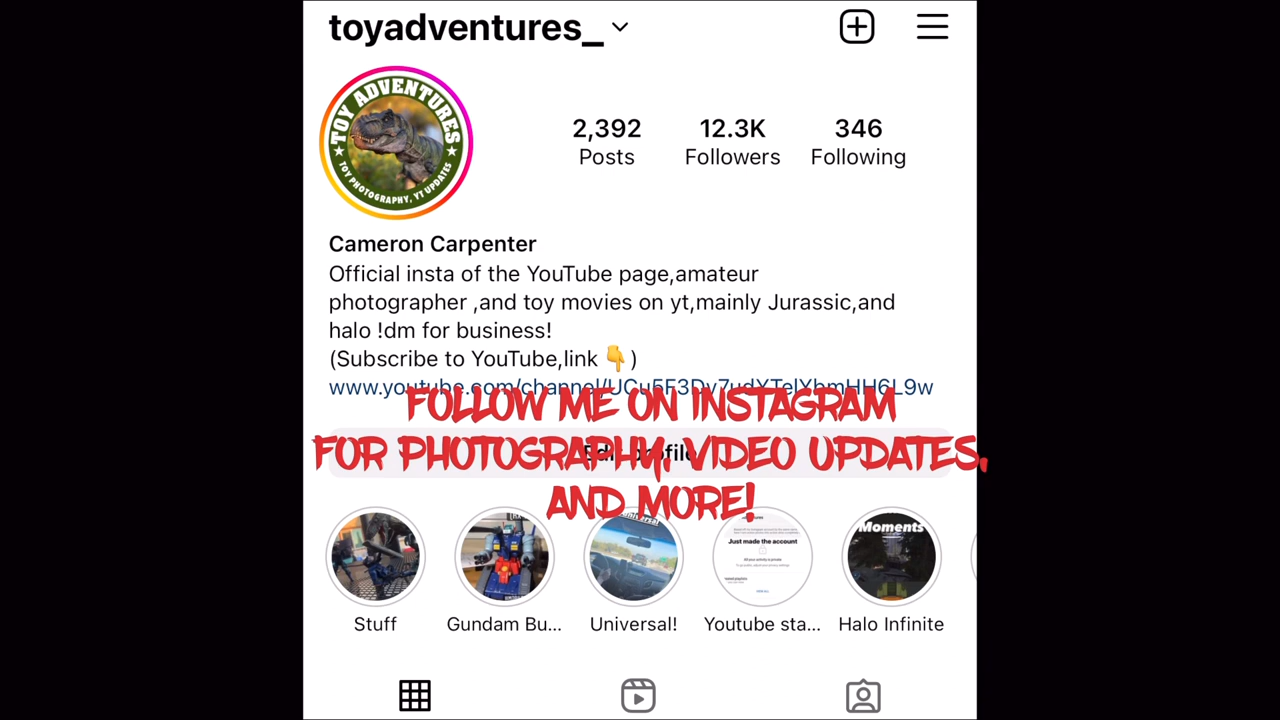 toyadventures_
TOY ADVENTURES
TOY PHOTOGRAPHY, YT UPDATES
2,392
12.3K
346
Posts
Followers
Following
Cameron Carpenter
Official insta of the YouTube page,amateur
photographer ,and toy movies on yt,mainly Jurassic,and
halo !dm for business!
(Subscribe to YouTube,link 👇)
FOLLOW ME ON INSTAGRAM
FOR PHOTOGRAPHY, VIDEO UPDATES,
AND MORE!
Just made the account
Moments
Stuff
Gundam Bu...
Universal!
Youtube sta...
Halo Infinite